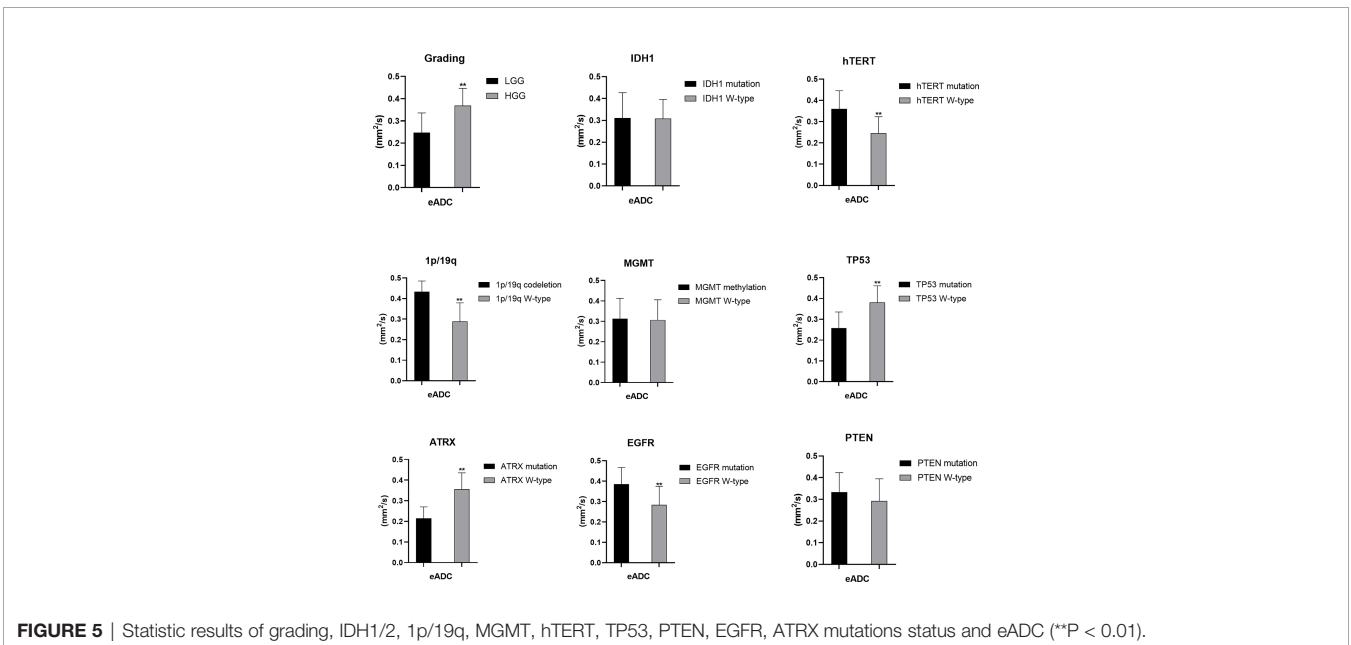 Grading
0.5
0.4
0.3
0.2
0.1
0.0
(mm²/s)
**
eADC
LGG
HGG
IDH1
0.5
0.4
0.3
0.2
0.1
0.0
(mm²/s)
eADC
IDH1 mutation
IDH1 W-type
hTERT
0.5
0.4
0.3
0.2
0.1
0.0
(mm²/s)
**
eADC
hTERT mutation
hTERT W-type
1p/19q
0.5
0.4
0.3
0.2
0.1
0.0
(mm²/s)
**
eADC
1p/19q codeletion
1p/19q W-type
MGMT
0.5
0.4
0.3
0.2
0.1
0.0
(mm²/s)
eADC
MGMT methylation
MGMT W-type
TP53
0.5
0.4
0.3
0.2
0.1
0.0
(mm²/s)
**
eADC
TP53 mutation
TP53 W-type
ATRX
0.5
0.4
0.3
0.2
0.1
0.0
(mm²/s)
**
eADC
ATRX mutation
ATRX W-type
EGFR
0.5
0.4
0.3
0.2
0.1
0.0
(mm²/s)
**
eADC
EGFR mutation
EGFR W-type
PTEN
0.5
0.4
0.3
0.2
0.1
0.0
(mm²/s)
eADC
PTEN mutation
PTEN W-type
FIGURE 5 | Statistic results of grading, IDH1/2, 1p/19q, MGMT, hTERT, TP53, PTEN, EGFR, ATRX mutations status and eADC (**P < 0.01).